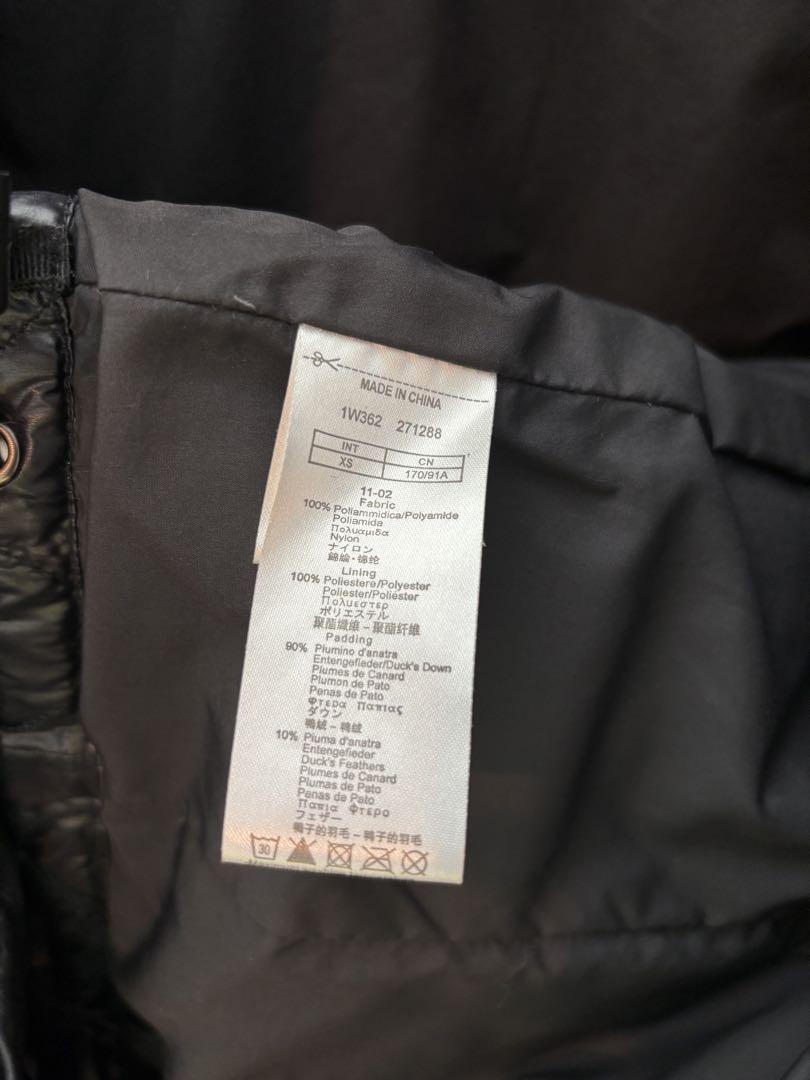 MADE IN CHINA
1W362 271288
INT CN
XS 170/91A
11-02
Fabric
100% Poliammidica/Polyamide
Poliamida
Πολυαμιδα
Nylon
ナイロン
錦綸・锦纶
Lining
100% Poliestere/Polyester
Poliester/Poliéster
Πολυεστερ
ポリエステル
聚酯纖維－聚酯纤维
Padding
90% Piumino d'anatra
Entengefieder/Duck's Down
Plumes de Canard
Plumon de Pato
Penas de Pato
Φτερα Παπιας
ダウン
鴨絨－鸭绒
10% Piuma d'anatra
Entengefieder
Duck's Feathers
Plumes de Canard
Plumas de Pato
Penas de Pato
Παπια Φτερο
フェザー
鴨子的羽毛－鸭子的羽毛
30